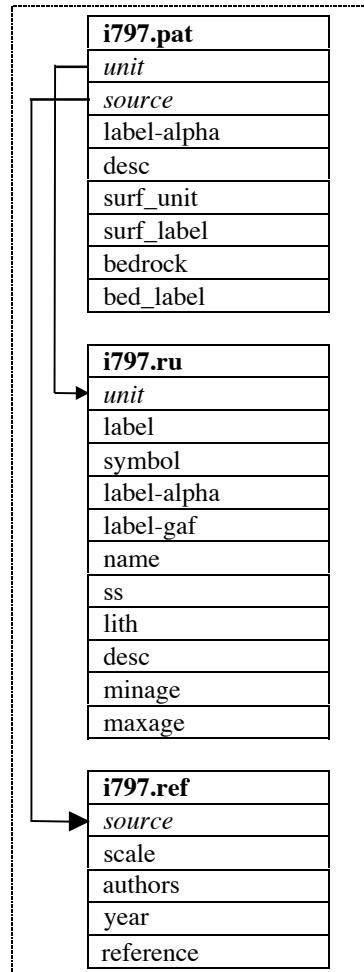 i797.pat
unit
source
label-alpha
desc
surf_unit
surf_label
bedrock
bed_label
i797.ru
unit
label
symbol
label-alpha
label-gaf
name
ss
lith
desc
minage
maxage
i797.ref
source
scale
authors
year
reference